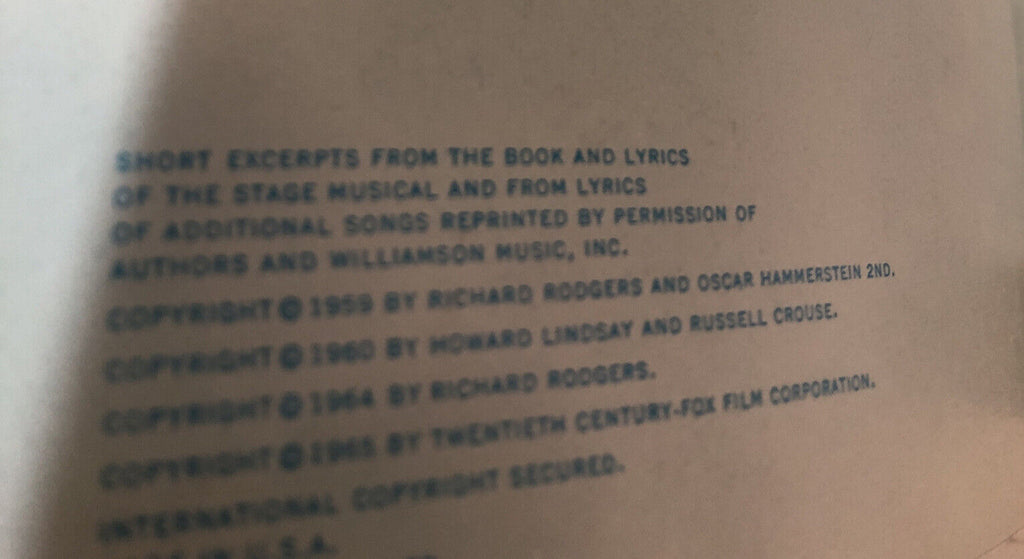 SHORT EXCERPTS FROM THE BOOK AND LYRICS
OF THE STAGE MUSICAL AND FROM LYRICS
OF ADDITIONAL SONGS REPRINTED BY PERMISSION OF
AUTHORS AND WILLIAMSON MUSIC, INC.
COPYRIGHT © 1959 BY RICHARD RODGERS AND OSCAR HAMMERSTEIN 2ND.
COPYRIGHT © 1960 BY HOWARD LINDSAY AND RUSSELL CROUSE.
COPYRIGHT © 1964 BY RICHARD RODGERS.
COPYRIGHT © 1965 BY TWENTIETH CENTURY-FOX FILM CORPORATION.
INTERNATIONAL COPYRIGHT SECURED.
IN U.S.A.